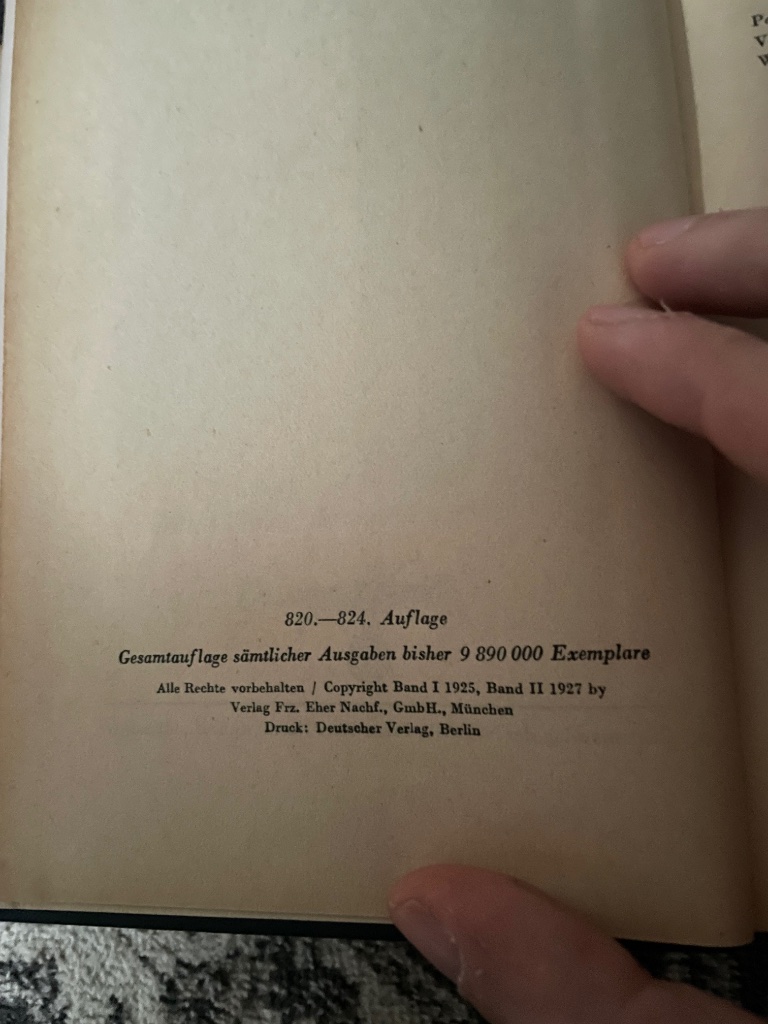 820.—824. Auflage
Gesamtauflage sämtlicher Ausgaben bisher 9 890 000 Exemplare
Alle Rechte vorbehalten / Copyright Band I 1925, Band II 1927 by
Verlag Frz. Eher Nachf., GmbH., München
Druck: Deutscher Verlag, Berlin